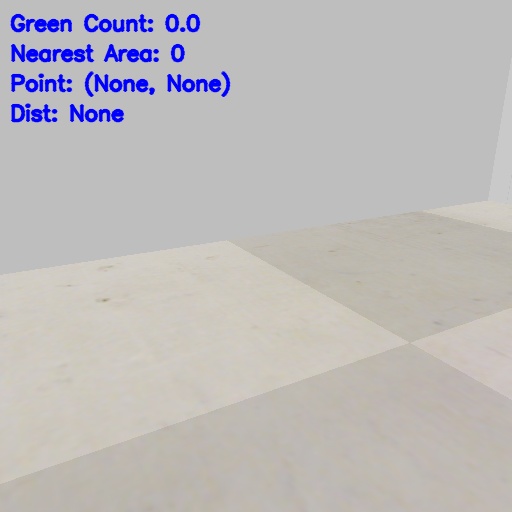 Green Count: 0.0
Nearest Area: 0
Point: (None, None)
Dist: None